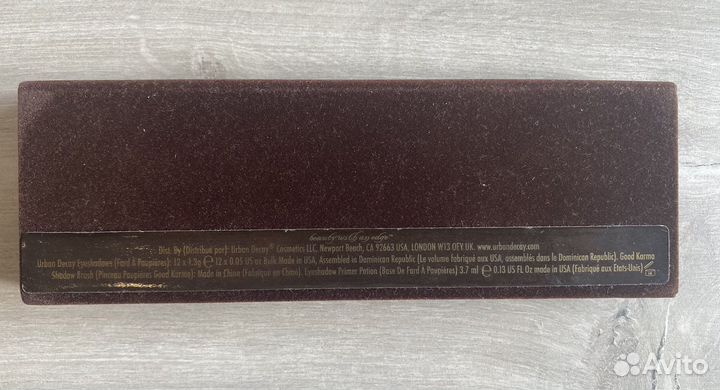 beauty with an edge™
Dist. By (Distribué par): Urban Decay® Cosmetics LLC, Newport Beach, CA 92663 USA, LONDON W13 OEY.UK. www.urbandecay.com
Urban Decay Eyeshadows (Fard À Paupières): 12 x 1.3g ℮ 12 x 0.05 US oz Bulk Made in USA, Assembled in Dominican Republic (Le volume fabriqué aux USA, assemblés dans le Dominican Republic). Good Karma
Shadow Brush (Pinceau Paupières Good Karma): Made in China (Fabriqué en Chine). Eyeshadow Primer Potion (Base De Fard À Paupières) 3.7 ml ℮ 0.13 US FL Oz made in USA (Fabriqué aux États-Unis)
Avito